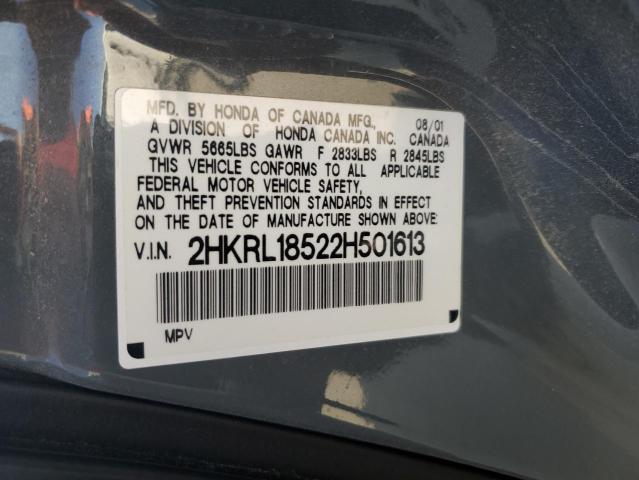 MFD. BY HONDA OF CANADA MFG., 08/01
A DIVISION OF HONDA CANADA INC. CANADA
GVWR 5665LBS GAWR F 2833LBS R 2845LBS
THIS VEHICLE CONFORMS TO ALL APPLICABLE
FEDERAL MOTOR VEHICLE SAFETY,
AND THEFT PREVENTION STANDARDS IN EFFECT
ON THE DATE OF MANUFACTURE SHOWN ABOVE:
V.I.N. 2HKRL18522H501613
MPV